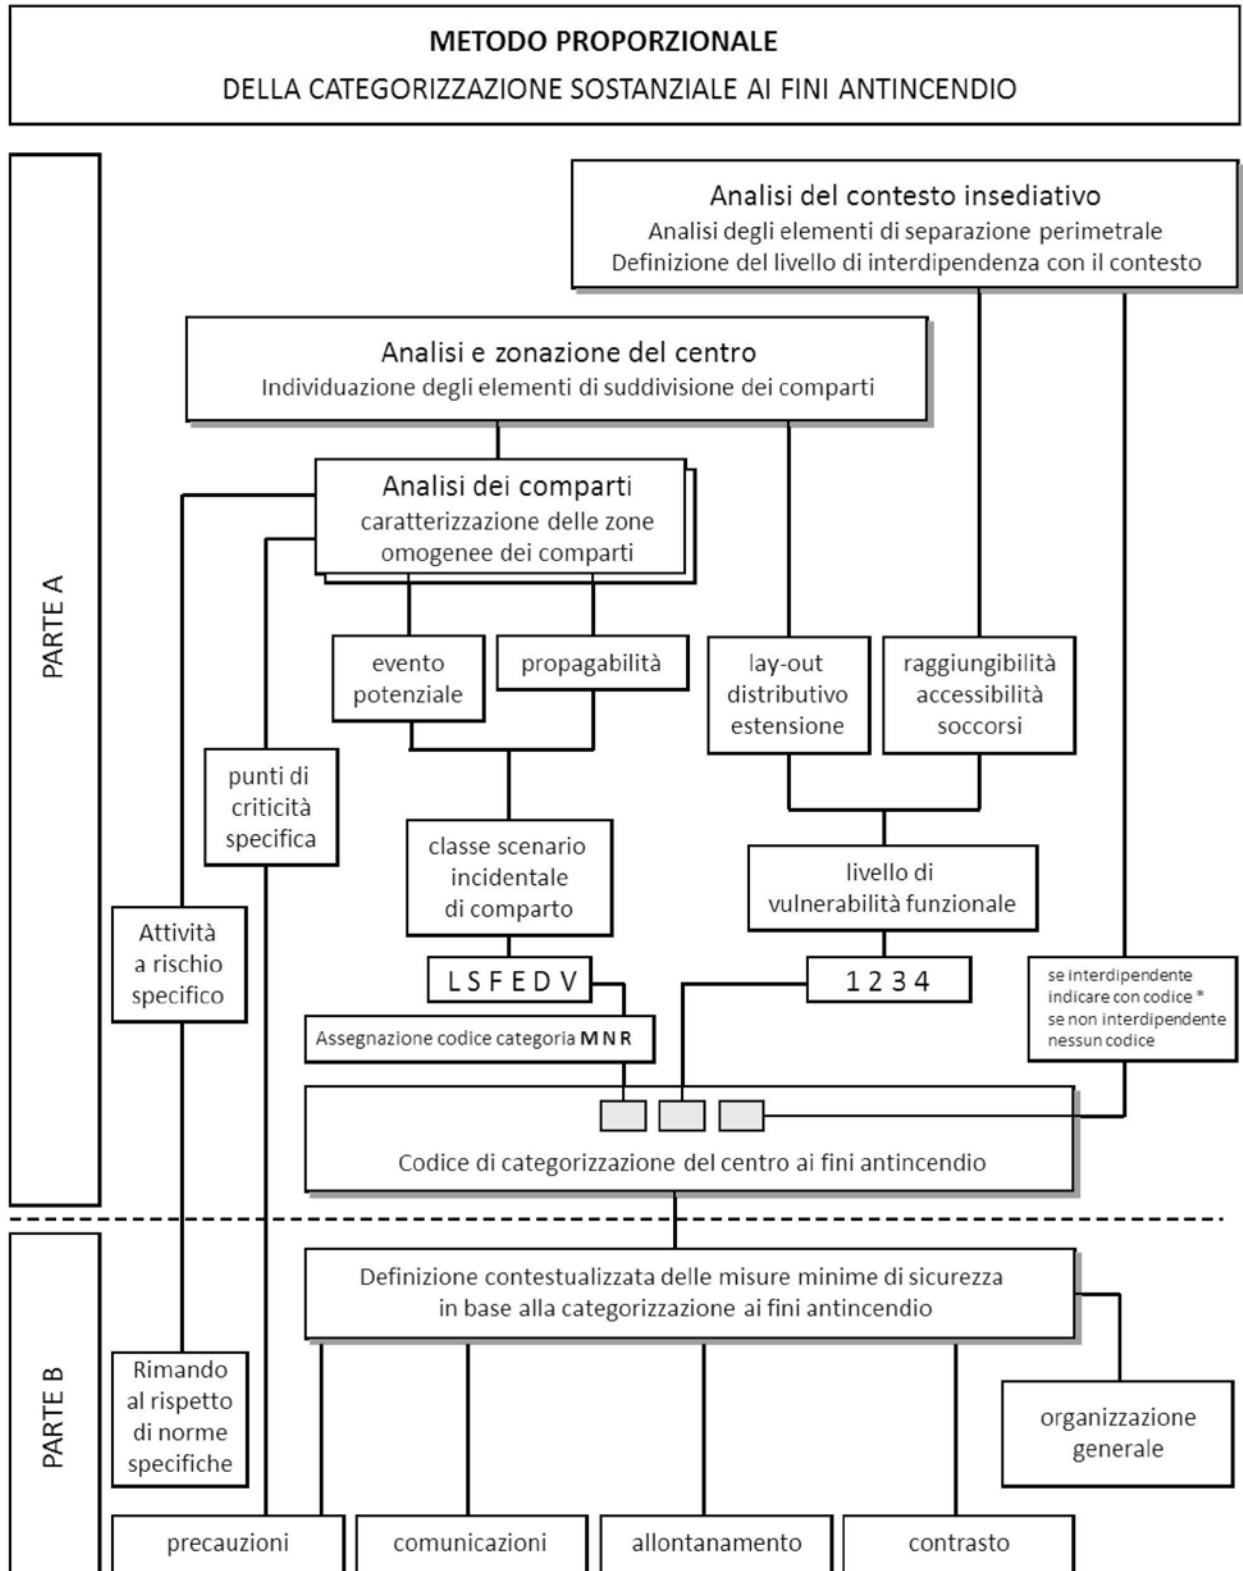 METODO PROPORZIONALE
DELLA CATEGORIZZAZIONE SOSTANZIALE AI FINI ANTINCENDIO
PARTE A
Analisi del contesto insediativo
Analisi degli elementi di separazione perimetrale
Definizione del livello di interdipendenza con il contesto
Analisi e zonazione del centro
Individuazione degli elementi di suddivisione dei comparti
Analisi dei comparti
caratterizzazione delle zone
omogenee dei comparti
evento
potenziale
propagabilità
lay-out
distributivo
estensione
raggiungibilità
accessibilità
soccorsi
punti di
criticità
specifica
classe scenario
incidentale
di comparto
livello di
vulnerabilità funzionale
Attività
a rischio
specifico
L S F E D V
1 2 3 4
se interdipendente
indicare con codice *
se non interdipendente
nessun codice
Assegnazione codice categoria M N R
Codice di categorizzazione del centro ai fini antincendio
PARTE B
Definizione contestualizzata delle misure minime di sicurezza
in base alla categorizzazione ai fini antincendio
Rimando
al rispetto
di norme
specifiche
organizzazione
generale
precauzioni
comunicazioni
allontanamento
contrasto